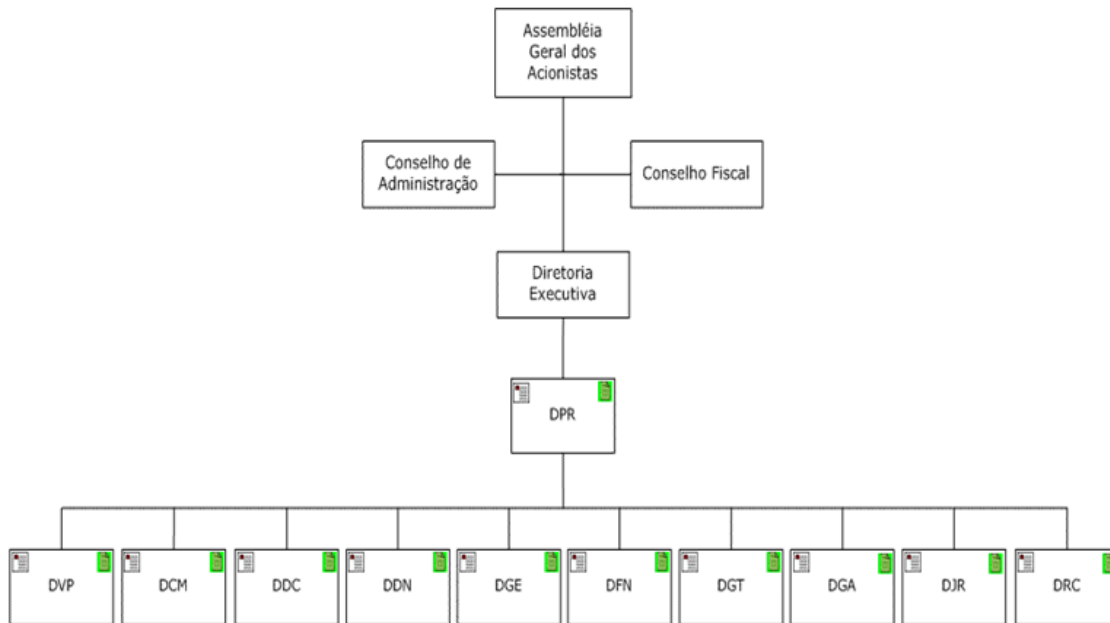 Assembléia
Geral dos
Acionistas
Conselho de
Administração
Conselho Fiscal
Diretoria
Executiva
DPR
DVP
DCM
DDC
DDN
DGE
DFN
DGT
DGA
DJR
DRC